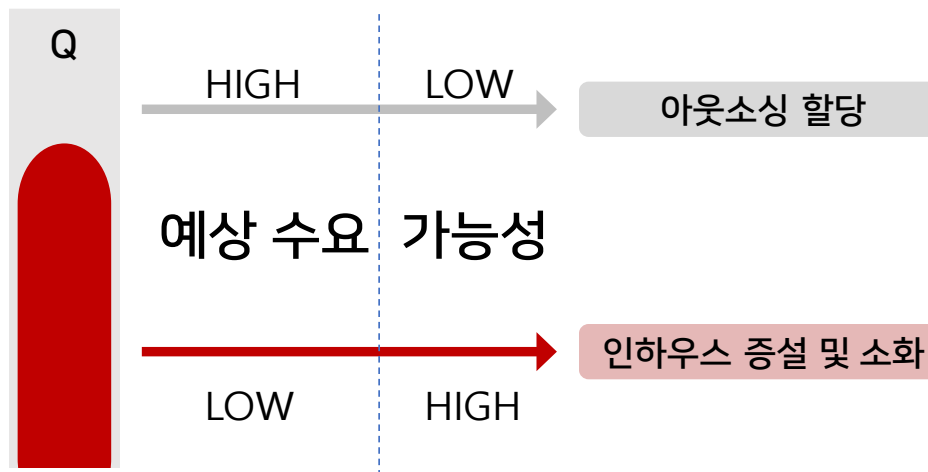 Q
HIGH LOW
아웃소싱 할당
예상 수요 가능성
인하우스 증설 및 소화
LOW HIGH